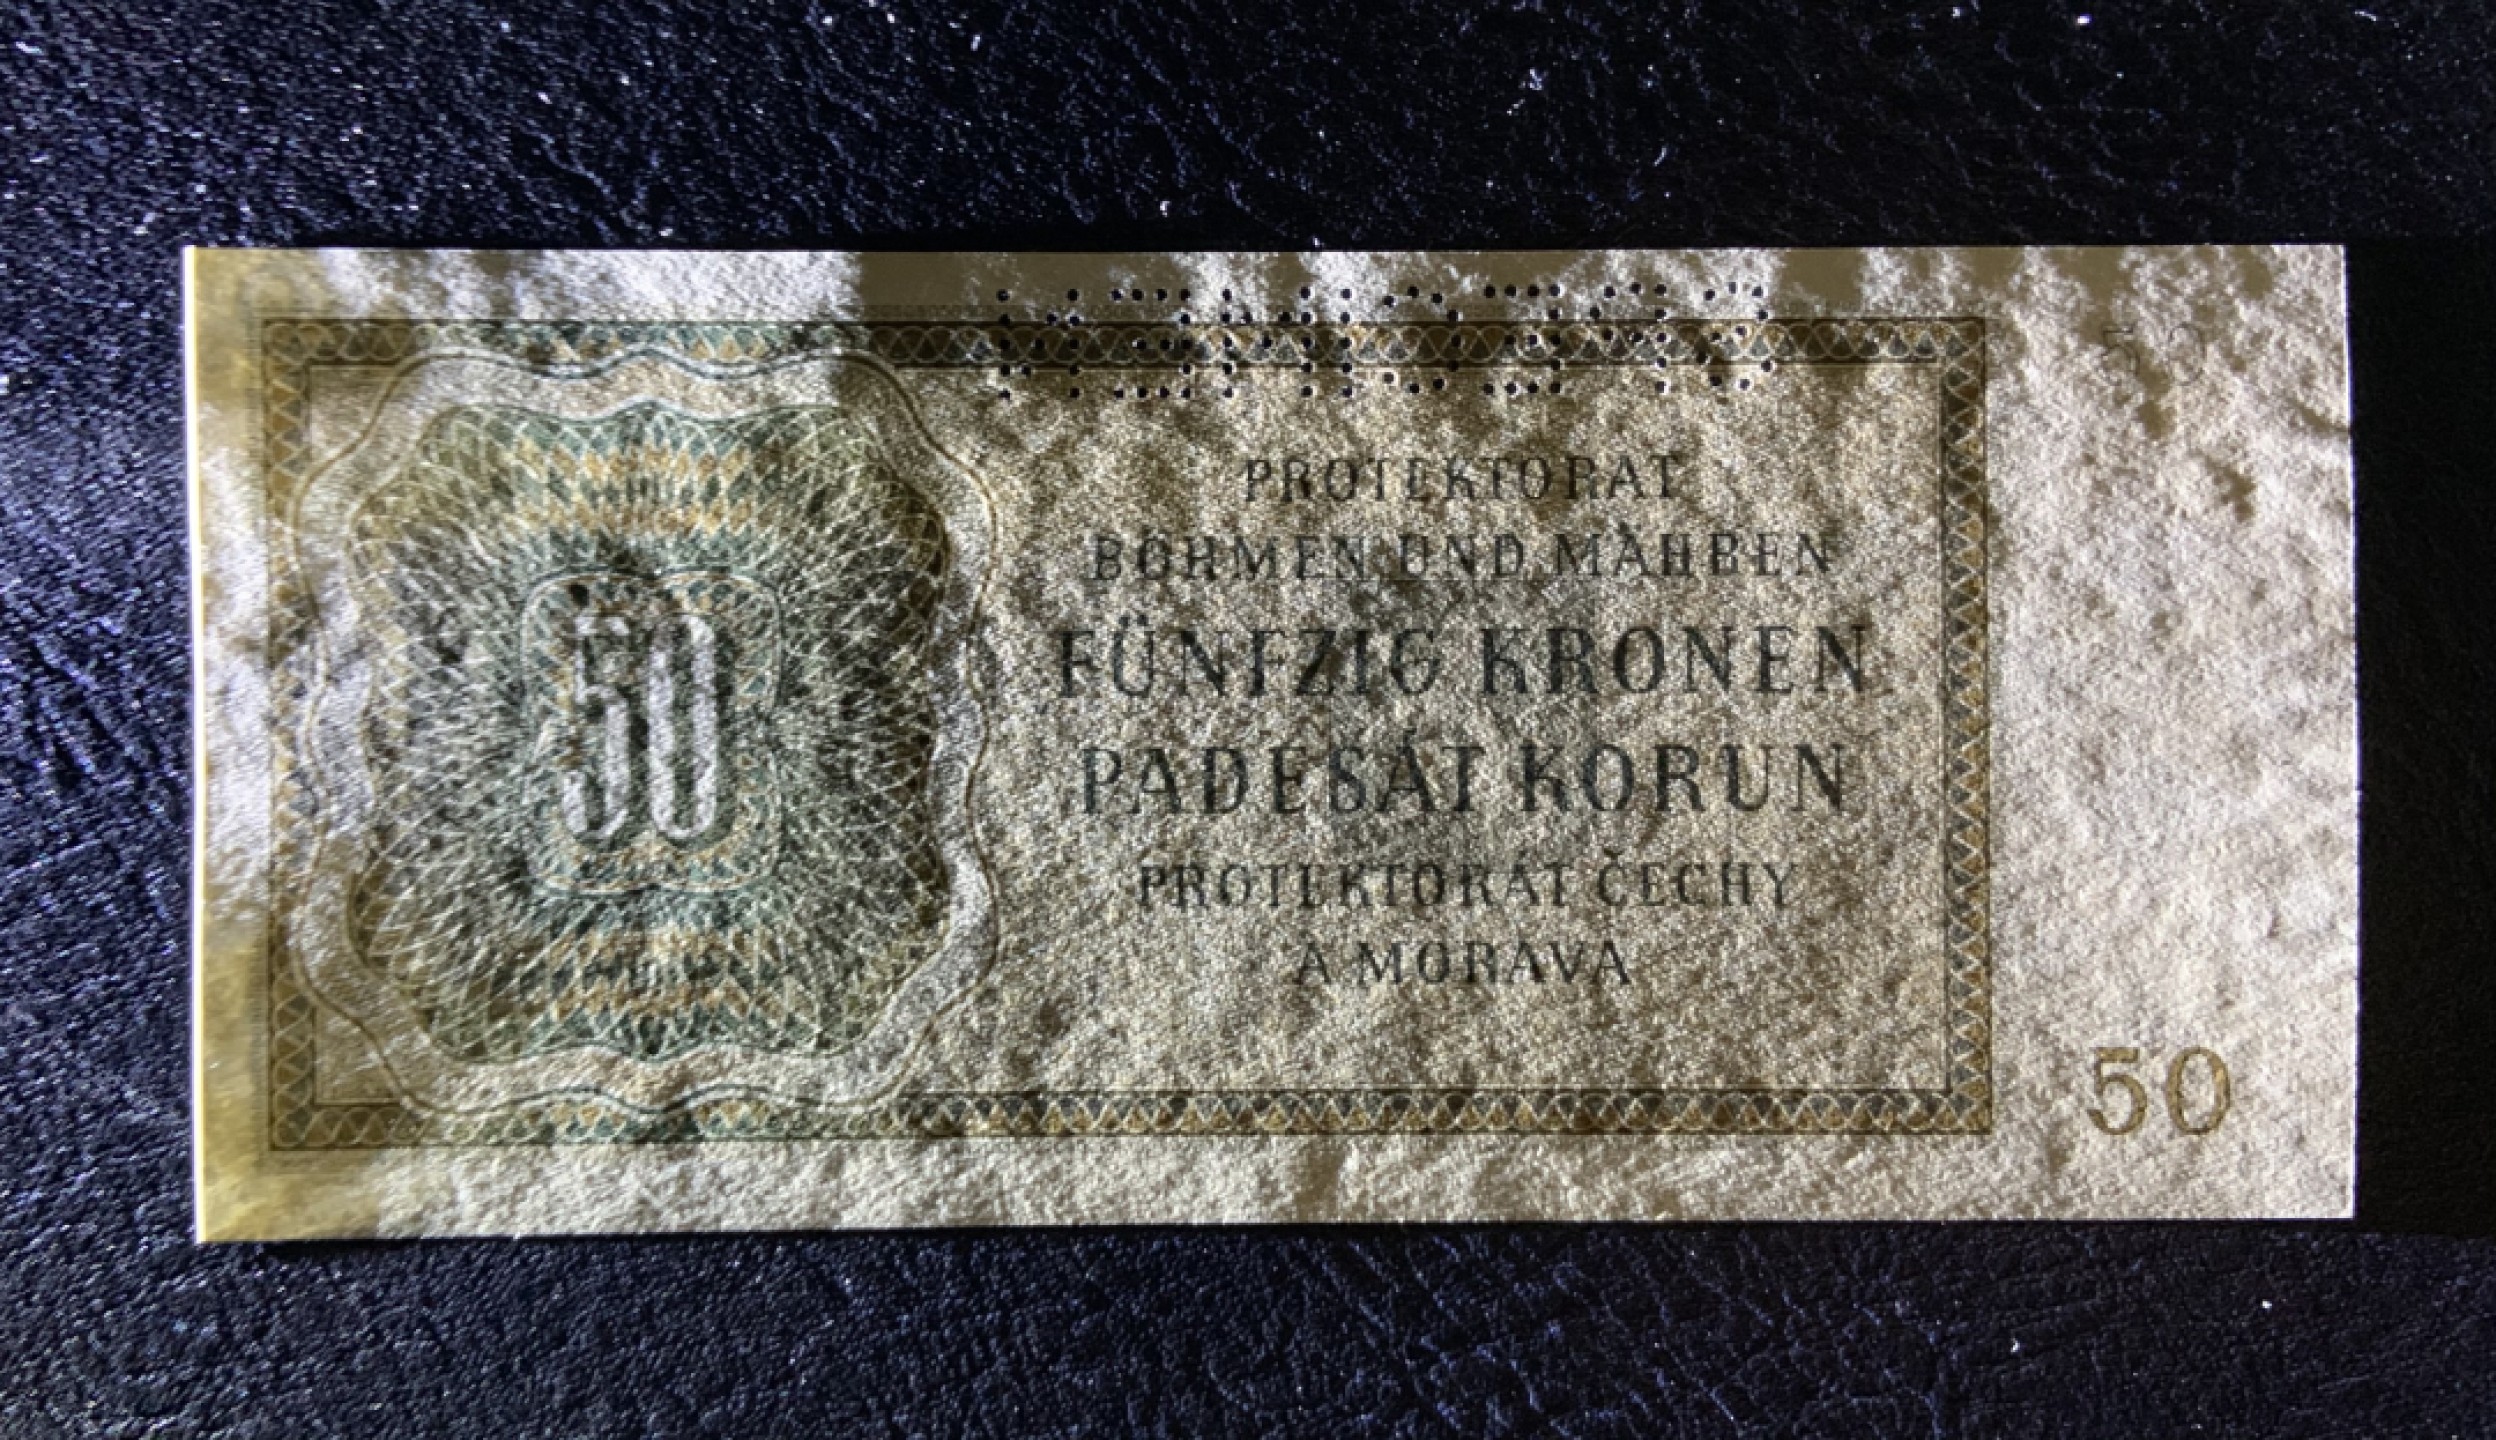 50
PROTEKTORAT
BÖHMEN UND MÄHREN
FÜNFZIG KRONEN
PADESÁT KORUN
PROTEKTORÁT ČECHY
A MORAVA
50